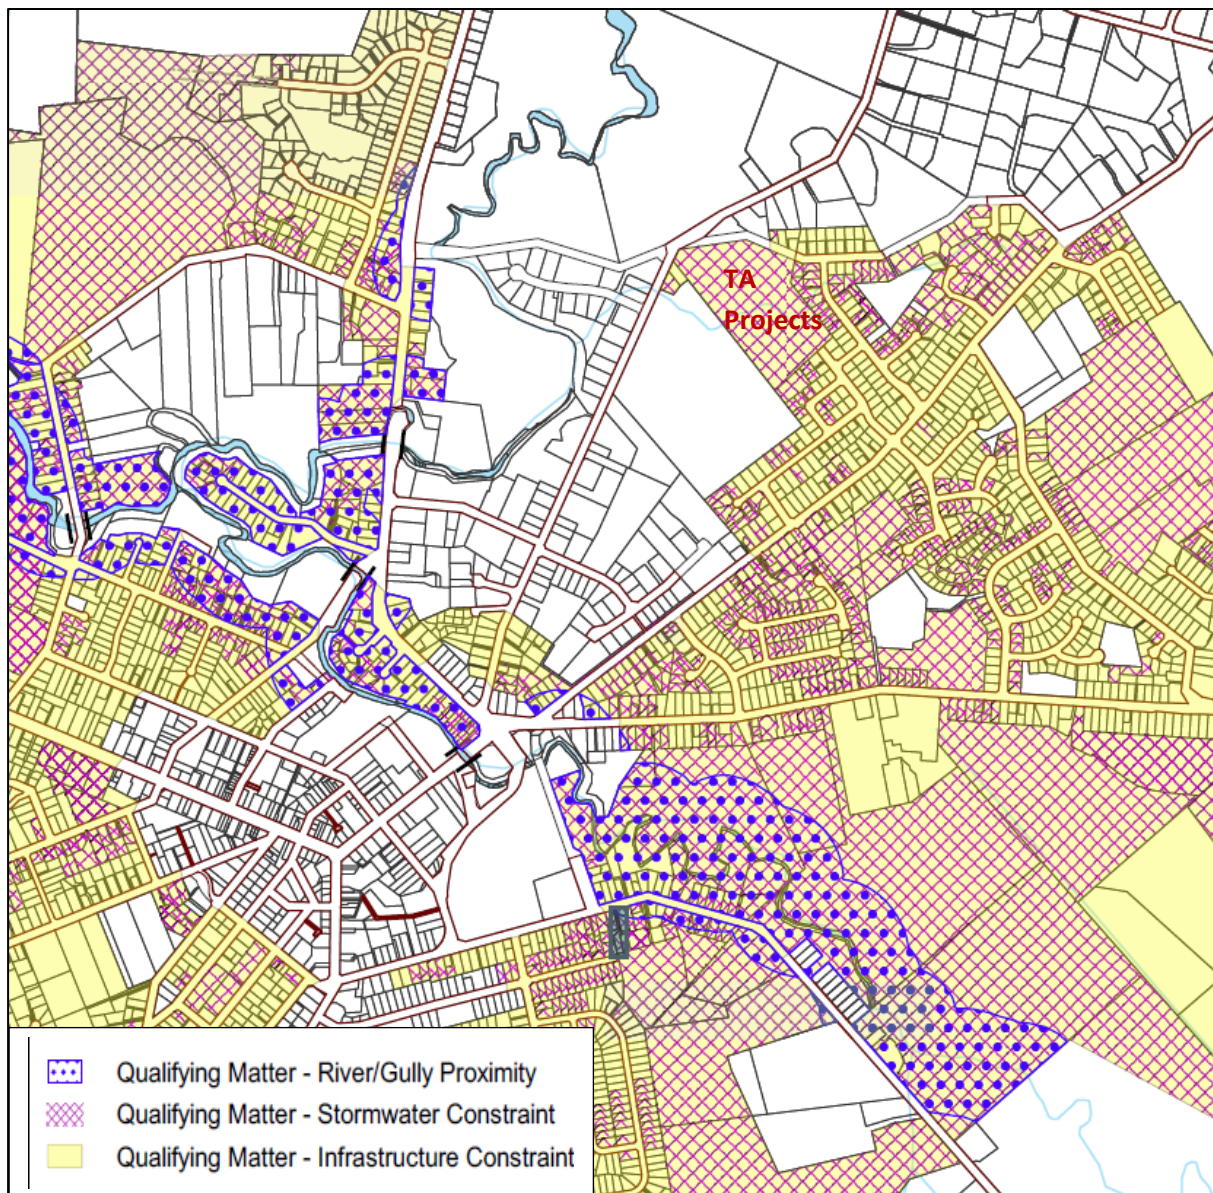 TA
Projects
Qualifying Matter - River/Gully Proximity
Qualifying Matter - Stormwater Constraint
Qualifying Matter - Infrastructure Constraint